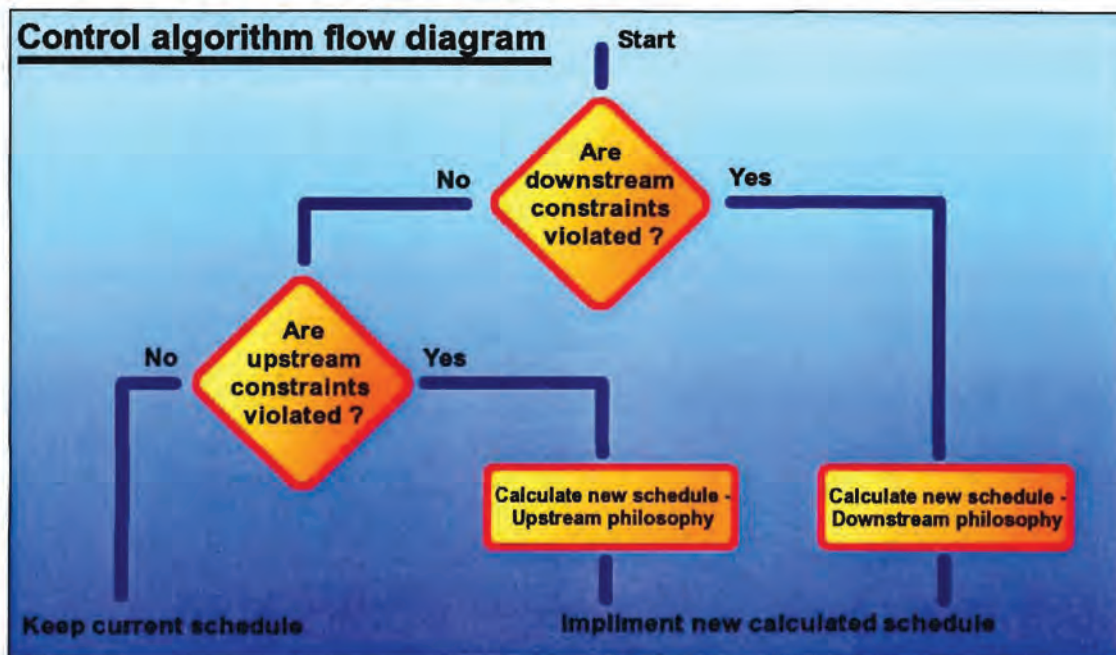 Control algorithm flow diagram
Start
Are
downstream
constraints
violated ?
No
Yes
Are
upstream
constraints
violated ?
No
Yes
Calculate new schedule -
Upstream philosophy
Calculate new schedule -
Downstream philosophy
Keep current schedule
Impliment new calculated schedule